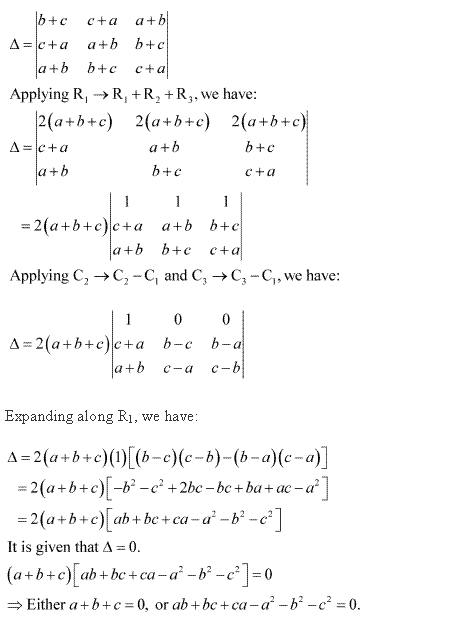 Δ = |b+c c+a a+b|
|c+a a+b b+c|
|a+b b+c c+a|
Applying R₁ → R₁ + R₂ + R₃, we have:
Δ = |2(a+b+c) 2(a+b+c) 2(a+b+c)|
|c+a a+b b+c|
|a+b b+c c+a|
= 2(a+b+c) |1 1 1|
|c+a a+b b+c|
|a+b b+c c+a|
Applying C₂ → C₂ − C₁ and C₃ → C₃ − C₁, we have:
Δ = 2(a+b+c) |1 0 0|
|c+a b−c b−a|
|a+b c−a c−b|
Expanding along R₁, we have:
Δ = 2(a+b+c)(1)[(b−c)(c−b)−(b−a)(c−a)]
= 2(a+b+c)[−b²−c²+2bc−bc+ba+ac−a²]
= 2(a+b+c)[ab+bc+ca−a²−b²−c²]
It is given that Δ = 0.
(a+b+c)[ab+bc+ca−a²−b²−c²]=0
⇒ Either a+b+c=0, or ab+bc+ca−a²−b²−c²=0.